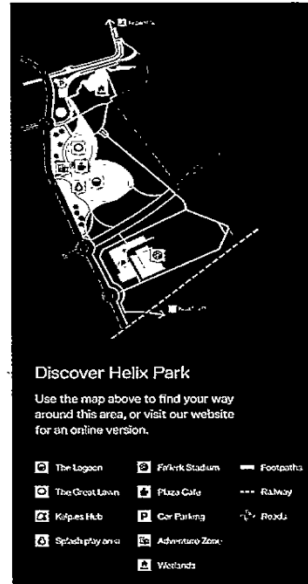 P
Discover Helix Park
Use the map above to find your way
around this area, or visit our website
for an online version.
The Lagoon
Falkirk Stadium
Footpaths
The Great Lawn
Plaza Cafe
Railway
Kelpies Hub
P Car Parking
Roads
Splash play area
Adventure Zone
Wetlands